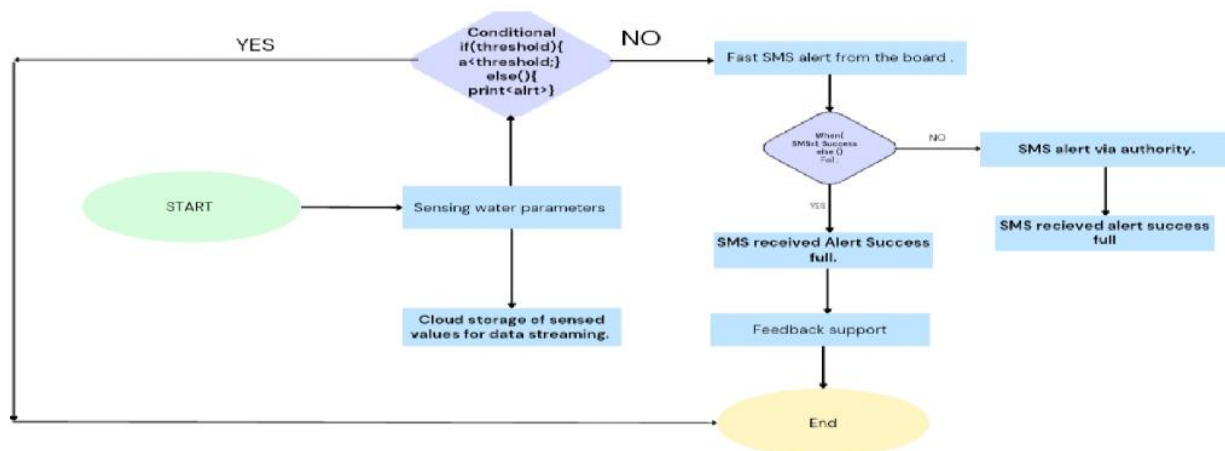 YES
Conditional
if(threshold){
a<threshold;}
else(){
print<alrt>}
NO
Fast SMS alert from the board .
When(
Success
else ()
NO
SMS alert via authority.
START
Sensing water parameters
YES
SMS recieved alert success
full
SMS received Alert Success
full.
Cloud storage of sensed
values for data streaming.
Feedback support
End